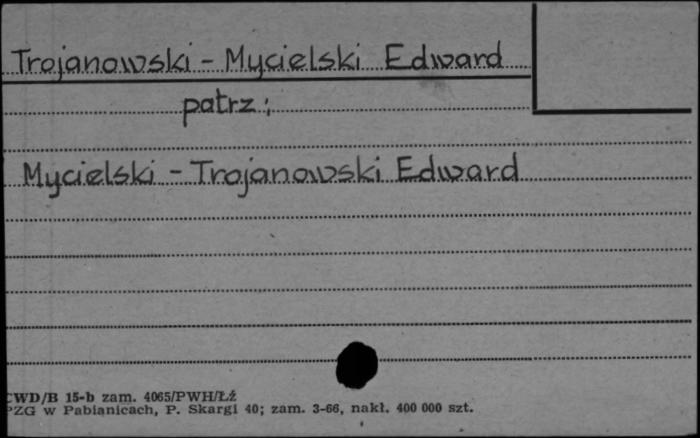 Trojanowski - Mycielski Edward
patrz:
Mycielski - Trojanowski Edward
CWD/B 15-b zam. 4065/PWH/Łź
PZG w Pabianicach, P. Skargi 40; zam. 3-66, nakł. 400 000 szt.